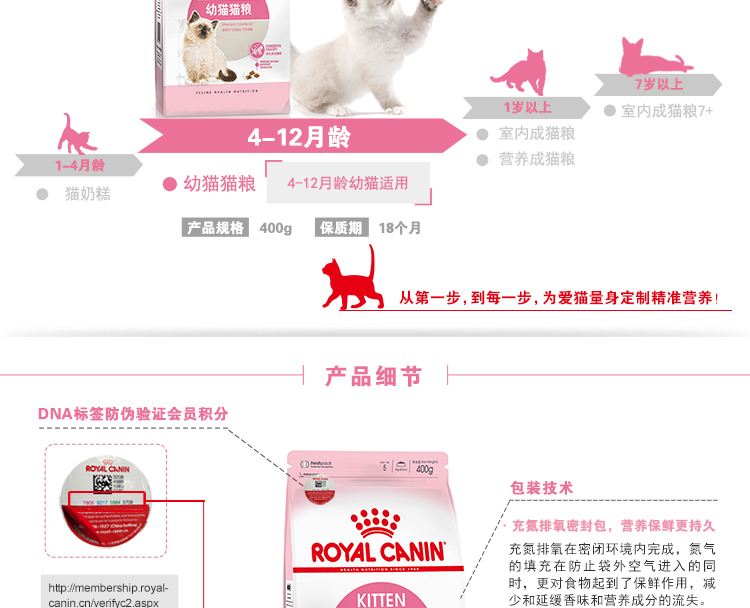 幼猫猫粮
FELINE HEALTH NUTRITION
7岁以上
室内成猫粮7+
1岁以上
室内成猫粮
营养成猫粮
4-12月龄
1-4月龄
猫奶糕
幼猫猫粮
4-12月龄幼猫适用
产品规格 400g 保质期 18个月
从第一步,到每一步,为爱猫量身定制精准营养!
产品细节
DNA标签防伪验证会员积分
ROYAL CANIN
freshpack
5
400g
包装技术
充氮排氧密封包，营养保鲜更持久
充氮排氧在密闭环境内完成，氮气
的填充在防止袋外空气进入的同
时，更对食物起到了保鲜作用，减
少和延缓香味和营养成分的流失。
ROYAL CANIN
HEALTH NUTRITION SINCE 1968
KITTEN
http://membership.royal-
canin.cn/verifyc2.aspx